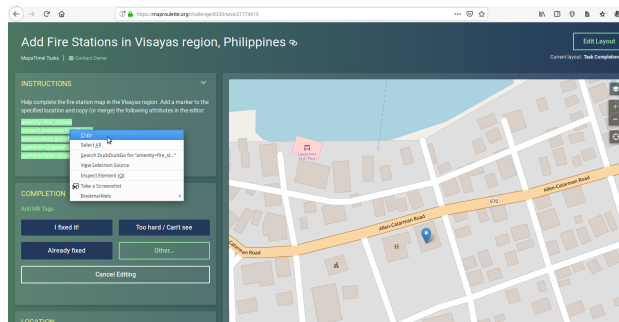 https://maproulette.org/challenge/8330/task/21774019
Add Fire Stations in Visayas region, Philippines
Edit Layout
MapaTime! Tasks
Contact Owner
Current layout: Task Completion
INSTRUCTIONS
Help complete the fire station map in the Visayas region. Add a marker to the
specified location and copy (or merge) the following attributes in the editor:
amenity=fire_station
Copy
Select All
Search DuckDuckGo for "amenity=fire_st..."
View Selection Source
Inspect Element (Q)
Take a Screenshot
Bookmarklets
COMPLETION
Add MR Tags
I fixed it!
Too hard / Can't see
Already fixed
Other...
Cancel Editing
LOCATION
Allen-Catarman Road
670
Allen-Catarman Road